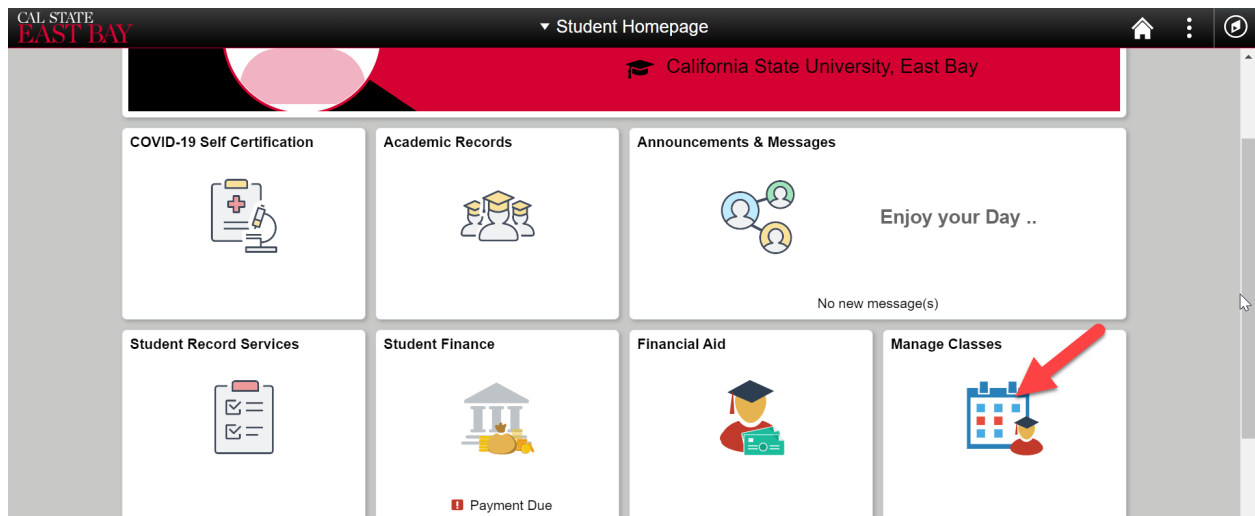 CAL STATE
EAST BAY
Student Homepage
California State University, East Bay
COVID-19 Self Certification
Academic Records
Announcements & Messages
Enjoy your Day ..
No new message(s)
Student Record Services
Student Finance
Financial Aid
Manage Classes
Payment Due